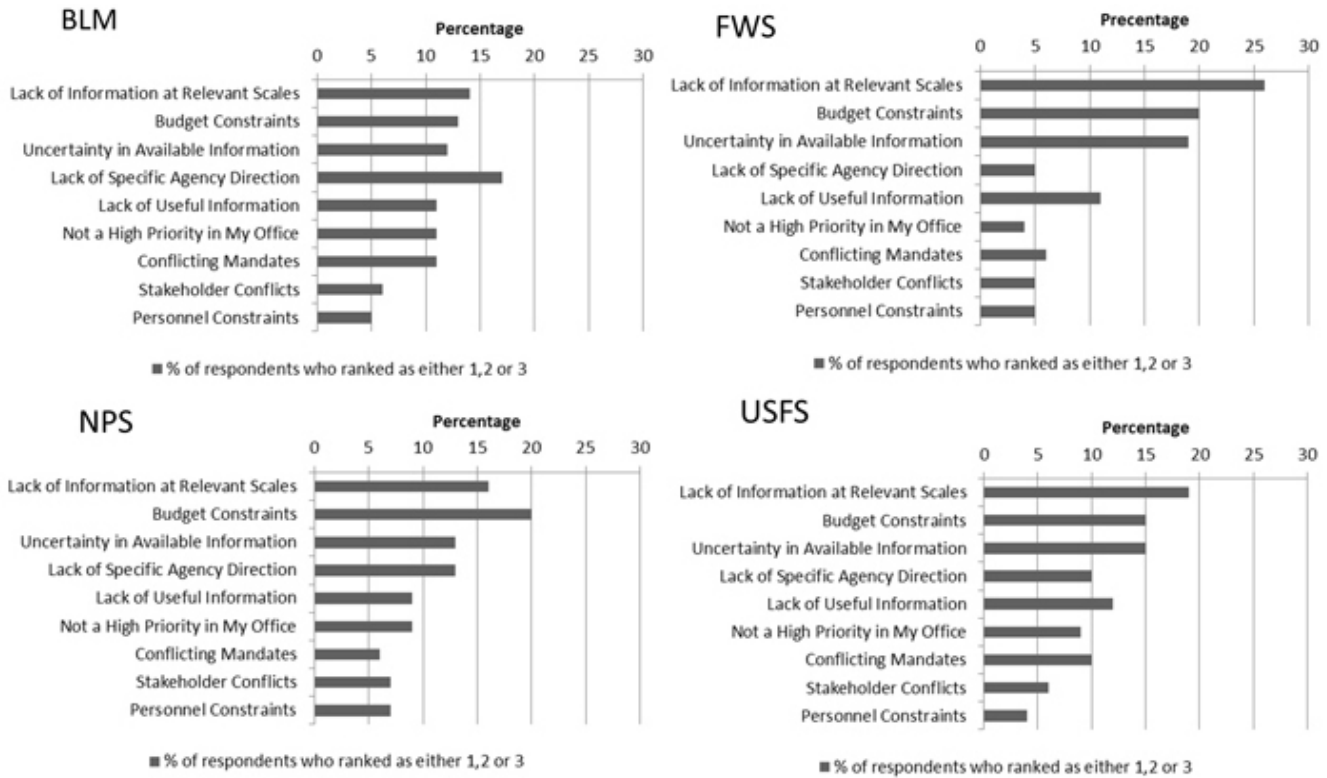 BLM
Percentage
0 5 10 15 20 25 30
Lack of Information at Relevant Scales
Budget Constraints
Uncertainty in Available Information
Lack of Specific Agency Direction
Lack of Useful Information
Not a High Priority in My Office
Conflicting Mandates
Stakeholder Conflicts
Personnel Constraints
% of respondents who ranked as either 1,2 or 3
FWS
Precentage
0 5 10 15 20 25 30
Lack of Information at Relevant Scales
Budget Constraints
Uncertainty in Available Information
Lack of Specific Agency Direction
Lack of Useful Information
Not a High Priority in My Office
Conflicting Mandates
Stakeholder Conflicts
Personnel Constraints
% of respondents who ranked as either 1,2 or 3
NPS
Percentage
0 5 10 15 20 25 30
Lack of Information at Relevant Scales
Budget Constraints
Uncertainty in Available Information
Lack of Specific Agency Direction
Lack of Useful Information
Not a High Priority in My Office
Conflicting Mandates
Stakeholder Conflicts
Personnel Constraints
% of respondents who ranked as either 1,2 or 3
USFS
Percentage
0 5 10 15 20 25 30
Lack of Information at Relevant Scales
Budget Constraints
Uncertainty in Available Information
Lack of Specific Agency Direction
Lack of Useful Information
Not a High Priority in My Office
Conflicting Mandates
Stakeholder Conflicts
Personnel Constraints
% of respondents who ranked as either 1,2 or 3